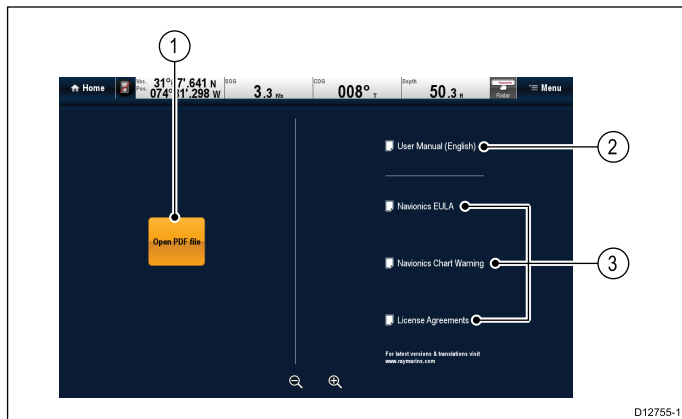 1
Home
Ves. Pos.
31° 7'.641 N
074° 1'.298 W
SOG
3.3 Kts
COG
008° T
Depth
50.3 ft
Raymarine
Radar
Menu
User Manual (English)
2
Navionics EULA
Open PDF file
Navionics Chart Warning
3
License Agreements
For latest versions & translations visit
www.raymarine.com
D12755-1